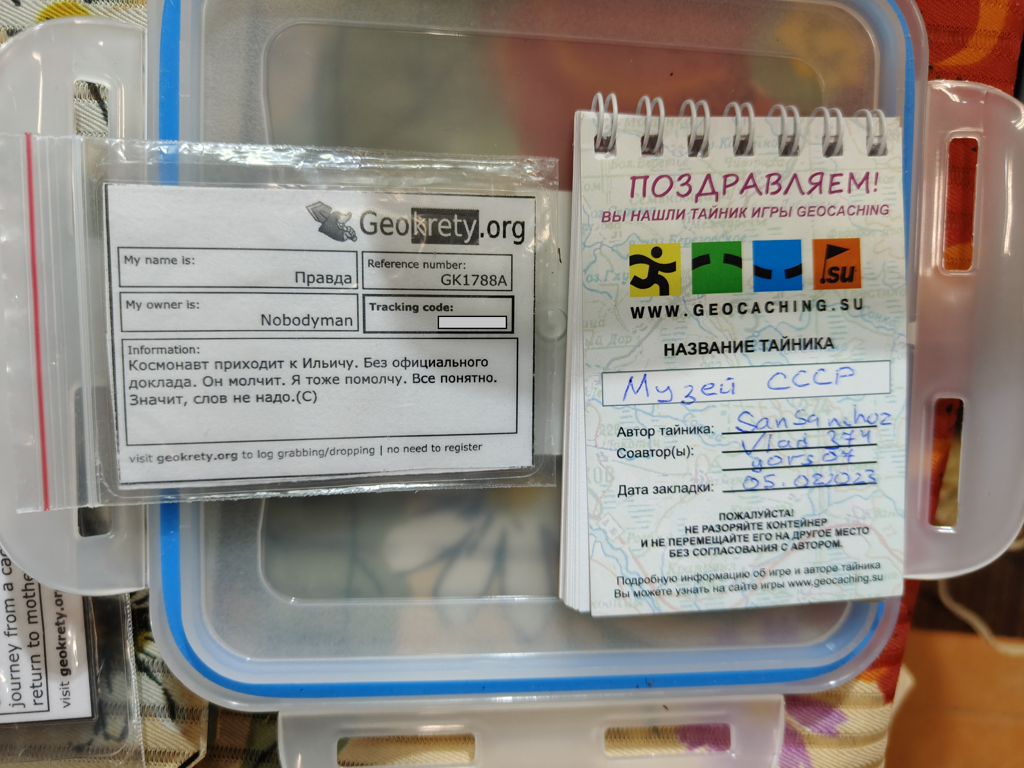 Geokrety.org
My name is:
Правда
Reference number:
GK1788A
My owner is:
Nobodyman
Tracking code:
Information:
Космонавт приходит к Ильичу. Без официального
доклада. Он молчит. Я тоже помолчу. Все понятно.
Значит, слов не надо.(С)
visit geokrety.org to log grabbing/dropping | no need to register
ПОЗДРАВЛЯЕМ!
ВЫ НАШЛИ ТАЙНИК ИГРЫ GEOCACHING
.su
WWW.GEOCACHING.SU
НАЗВАНИЕ ТАЙНИКА
Музей СССР
Автор тайника: SanSanchoz
Соавтор(ы): Vlad 374
gors07
Дата закладки: 05.02.2023
ПОЖАЛУЙСТА!
НЕ РАЗОРЯЙТЕ КОНТЕЙНЕР
И НЕ ПЕРЕМЕЩАЙТЕ ЕГО НА ДРУГОЕ МЕСТО
БЕЗ СОГЛАСОВАНИЯ С АВТОРОМ.
Подробную информацию об игре и авторе тайника
Вы можете узнать на сайте игры www.geocaching.su
journey from a
return to
visit geokrety.